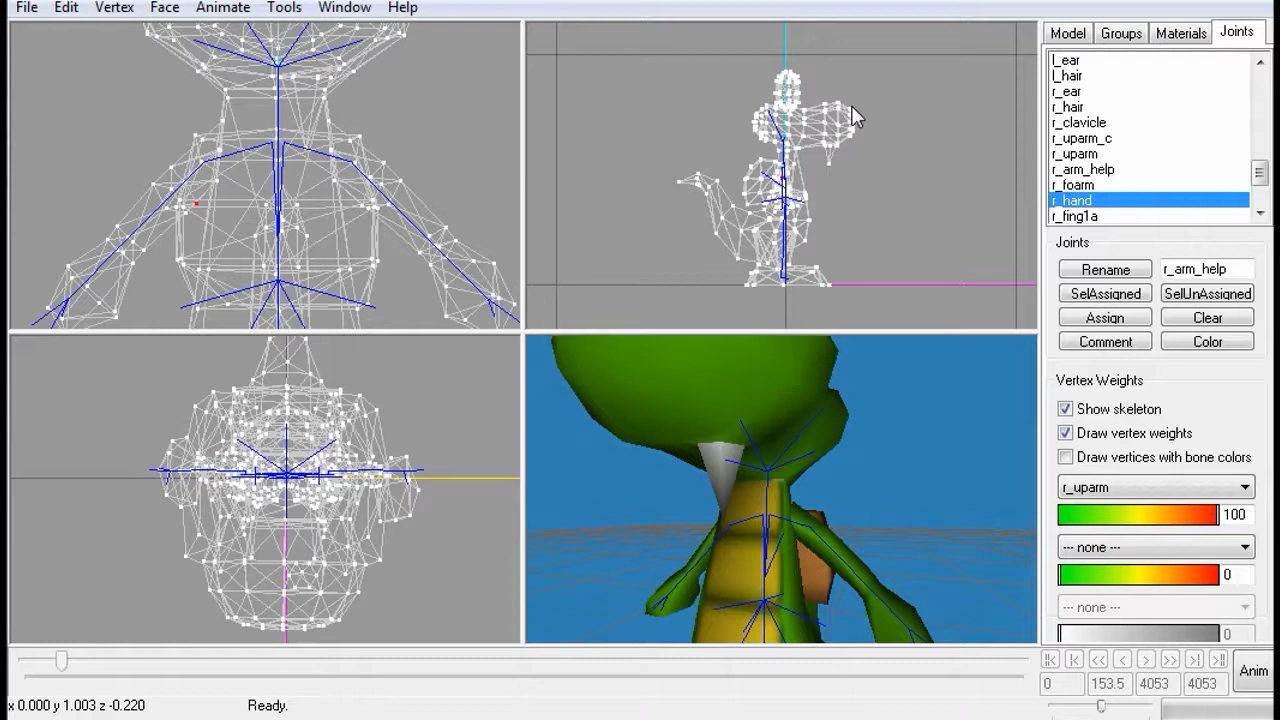 File Edit Vertex Face Animate Tools Window Help
Model Groups Materials Joints
l_ear
l_hair
r_ear
r_hair
r_clavicle
r_uparm_c
r_uparm
r_arm_help
r_foarm
r_hand
r_fing1a
Joints
Rename r_arm_help
SelAssigned SelUnAssigned
Assign Clear
Comment Color
Vertex Weights
Show skeleton
Draw vertex weights
Draw vertices with bone colors
r_uparm
100
--- none ---
0
--- none ---
0
0 153.5 4053 4053 Anim
x 0.000 y 1.003 z -0.220 Ready.